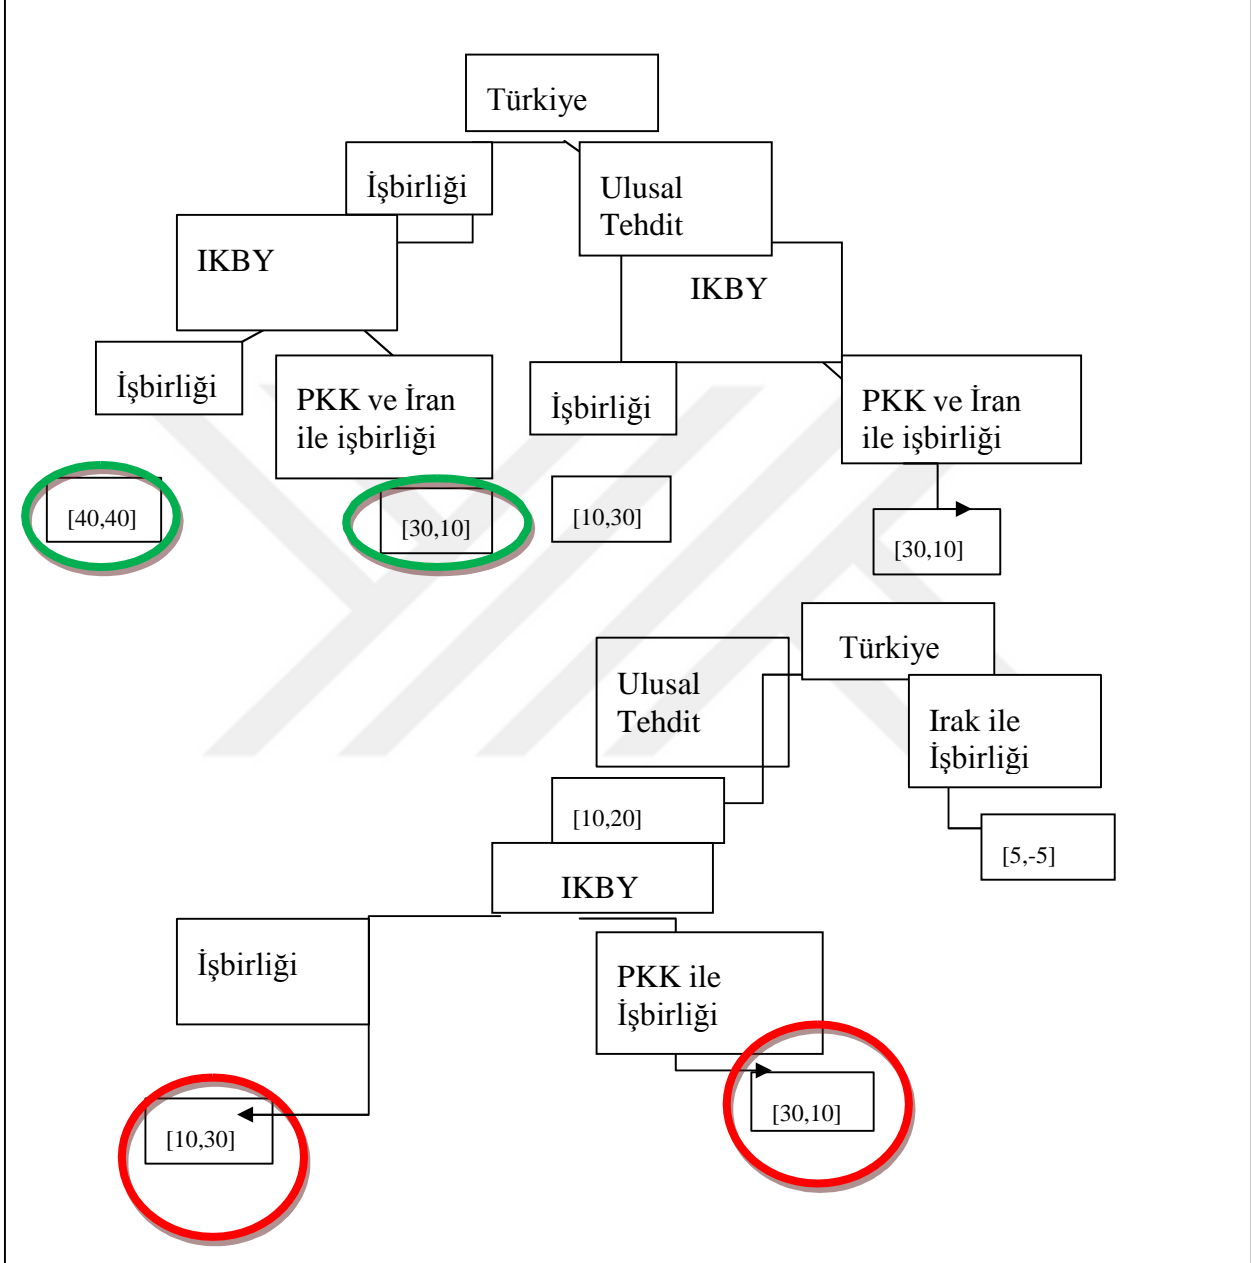 Türkiye
İşbirliği
Ulusal
Tehdit
IKBY
IKBY
İşbirliği
PKK ve İran
ile işbirliği
İşbirliği
PKK ve İran
ile işbirliği
[40,40]
[30,10]
[10,30]
[30,10]
Türkiye
Ulusal
Tehdit
Irak ile
İşbirliği
[10,20]
[5,-5]
IKBY
İşbirliği
PKK ile
İşbirliği
[10,30]
[30,10]